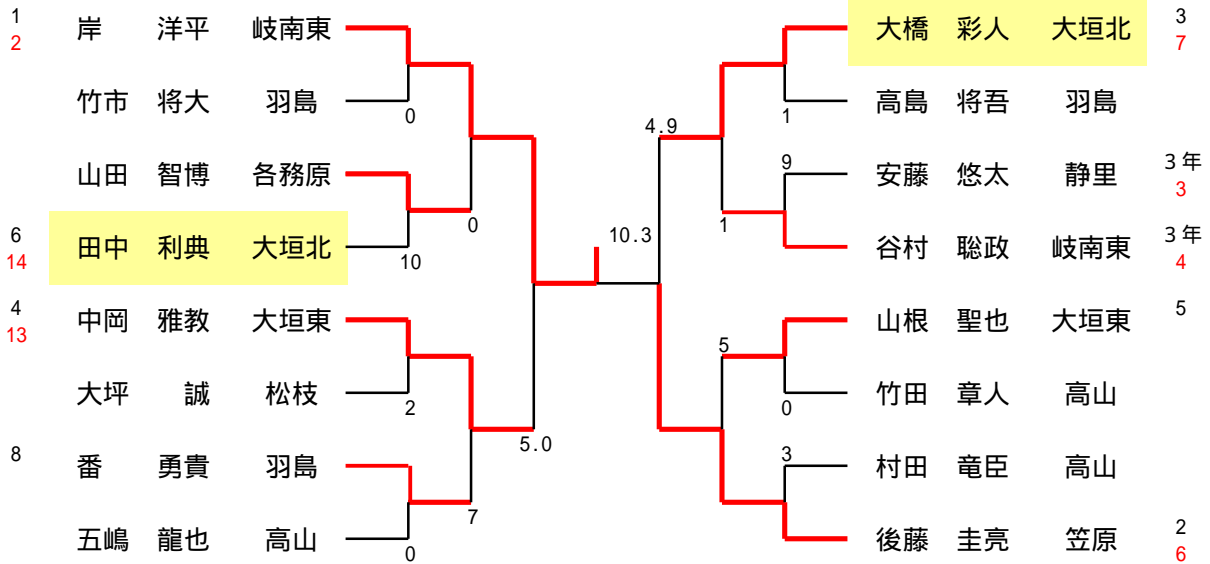 1
2
岸 洋平 岐南東
竹市 将大 羽島
0
山田 智博 各務原
0
6
14
田中 利典 大垣北
10
4
13
中岡 雅教 大垣東
大坪 誠 松枝
2
5.0
8
番 勇貴 羽島
7
五嶋 龍也 高山
0
10.3
大橋 彩人 大垣北
3
7
高島 将吾 羽島
1
4.9
9
安藤 悠太 静里
3年
3
1
谷村 聡政 岐南東
3年
4
山根 聖也 大垣東
5
5
竹田 章人 高山
0
3
村田 竜臣 高山
後藤 圭亮 笠原
2
6